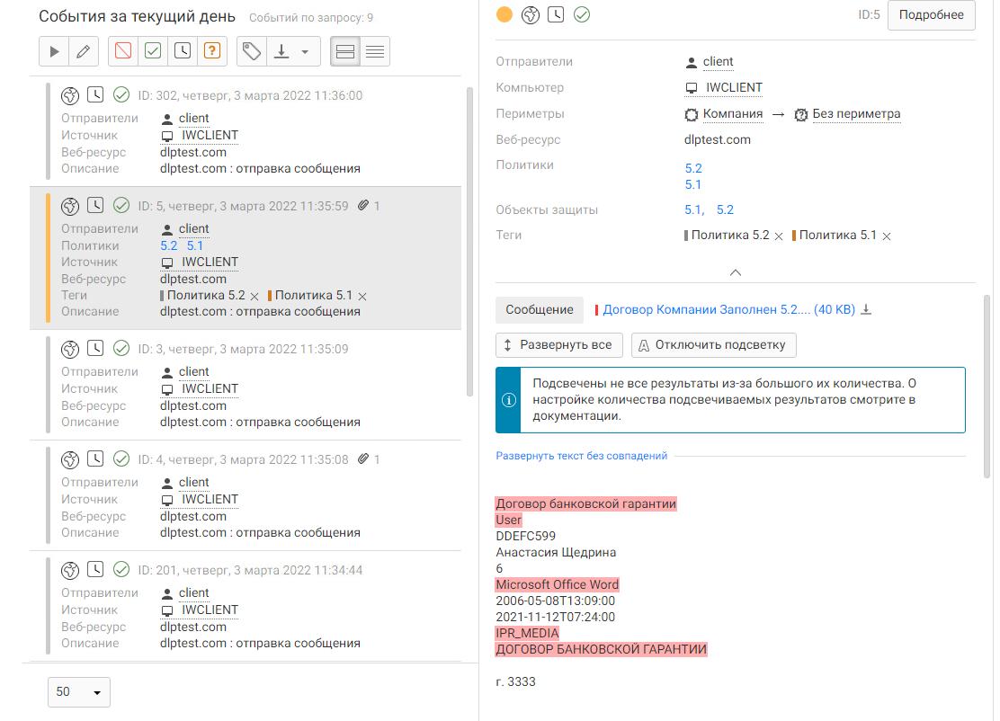 События за текущий день Событий по запросу: 9
ID: 302, четверг, 3 марта 2022 11:36:00
Отправители client
Источник IWCLIENT
Веб-ресурс dlptest.com
Описание dlptest.com : отправка сообщения
ID: 5, четверг, 3 марта 2022 11:35:59 1
Отправители client
Политики 5.2 5.1
Источник IWCLIENT
Веб-ресурс dlptest.com
Теги Политика 5.2 Политика 5.1
Описание dlptest.com : отправка сообщения
ID: 3, четверг, 3 марта 2022 11:35:09
Отправители client
Источник IWCLIENT
Веб-ресурс dlptest.com
Описание dlptest.com : отправка сообщения
ID: 4, четверг, 3 марта 2022 11:35:08 1
Отправители client
Источник IWCLIENT
Веб-ресурс dlptest.com
Описание dlptest.com : отправка сообщения
ID: 201, четверг, 3 марта 2022 11:34:44
Отправители client
Источник IWCLIENT
Веб-ресурс dlptest.com
Описание dlptest.com : отправка сообщения
50
ID:5 Подробнее
Отправители client
Компьютер IWCLIENT
Периметры Компания → Без периметра
Веб-ресурс dlptest.com
Политики 5.2
5.1
Объекты защиты 5.1, 5.2
Теги Политика 5.2 Политика 5.1
Сообщение Договор Компании Заполнен 5.2.... (40 KB)
Развернуть все Отключить подсветку
Подсвечены не все результаты из-за большого их количества. О
настройке количества подсвечиваемых результатов смотрите в
документации.
Развернуть текст без совпадений
Договор банковской гарантии
User
DDEFC599
Анастасия Щедрина
6
Microsoft Office Word
2006-05-08T13:09:00
2021-11-12T07:24:00
IPR_MEDIA
ДОГОВОР БАНКОВСКОЙ ГАРАНТИИ
г. 3333